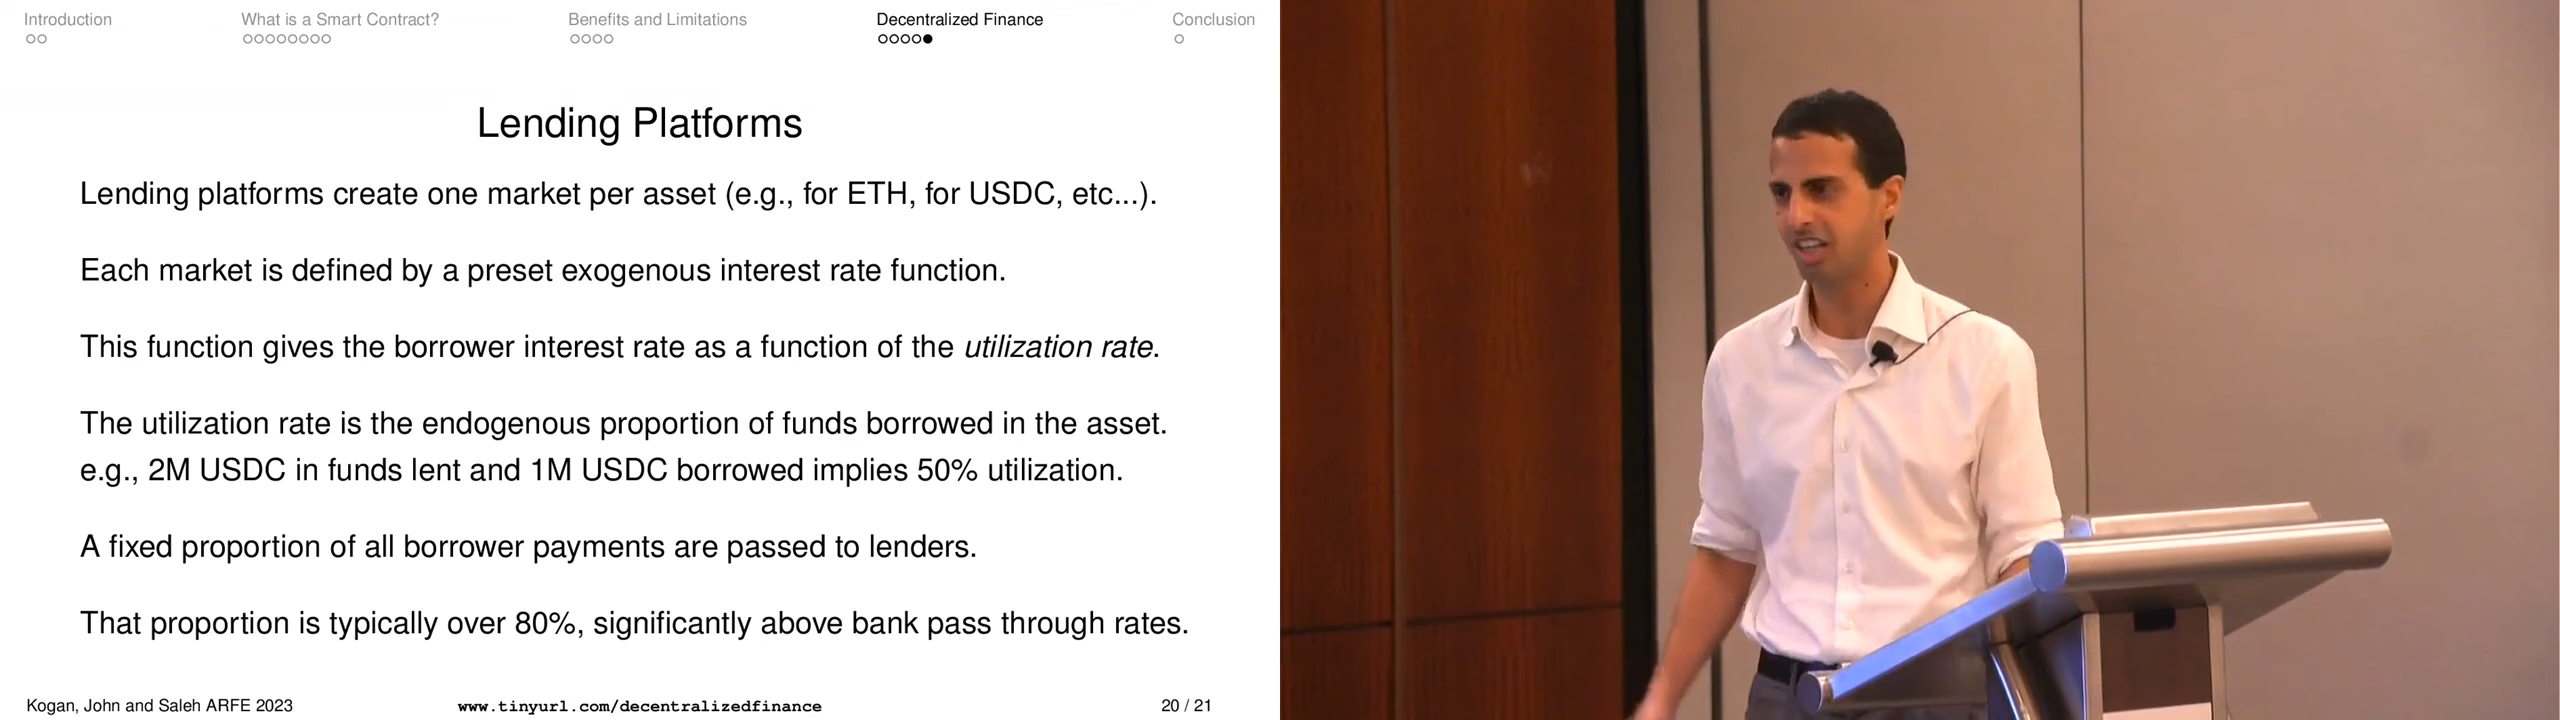 Introduction
What is a Smart Contract?
Benefits and Limitations
Decentralized Finance
Conclusion
Lending Platforms
Lending platforms create one market per asset (e.g., for ETH, for USDC, etc...).
Each market is defined by a preset exogenous interest rate function.
This function gives the borrower interest rate as a function of the utilization rate.
The utilization rate is the endogenous proportion of funds borrowed in the asset.
e.g., 2M USDC in funds lent and 1M USDC borrowed implies 50% utilization.
A fixed proportion of all borrower payments are passed to lenders.
That proportion is typically over 80%, significantly above bank pass through rates.
Kogan, John and Saleh ARFE 2023
www.tinyurl.com/decentralizedfinance
20 / 21